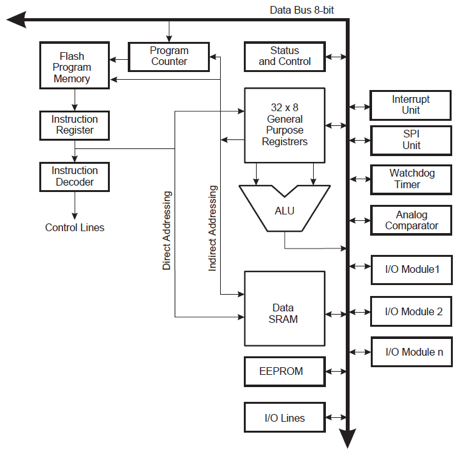 Data Bus 8-bit
Flash
Program
Memory
Program
Counter
Status
and Control
Instruction
Register
32 x 8
General
Purpose
Registrers
Interrupt
Unit
SPI
Unit
Instruction
Decoder
Watchdog
Timer
Control Lines
Direct Addressing
Indirect Addressing
ALU
Analog
Comparator
I/O Module1
Data
SRAM
I/O Module 2
I/O Module n
EEPROM
I/O Lines